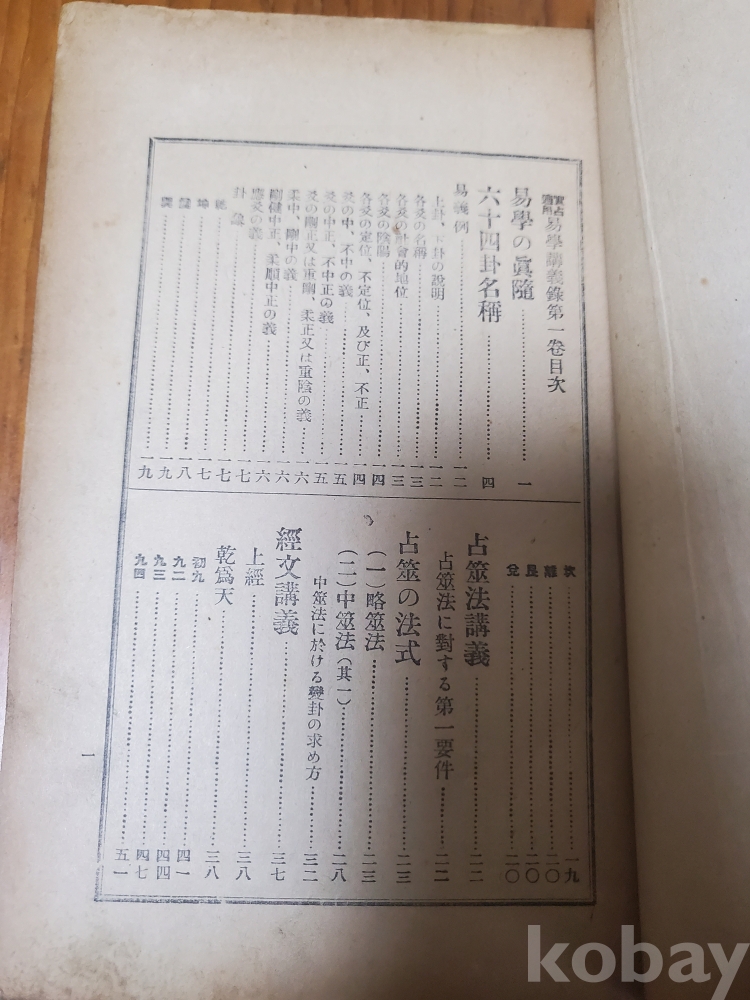 實占
易學講義錄第一卷目次
易學の眞隨……一
六十四卦名稱……四
易義例……一二
上卦、下卦の說明……一二
各爻の名稱……一三
各爻の社會的地位……一三
各爻の陰陽……一四
各爻の定位、不定位、及び正、不正……一四
爻の中、不中の義……一五
爻の中正、不中正の義……一五
爻の剛正又は重剛、柔正又は重陰の義……一六
柔中、剛中の義……一六
剛健中正、柔順中正の義……一六
應爻の義……一七
卦象……一七
乾……一七
坤……一八
震……一九
巽……一九
坎……一九
離……二〇
艮……二〇
兌……二〇
占筮法講義……二二
占筮法に對する第一要件……二二
占筮の法式……二三
(一)略筮法……二三
(二)中筮法(其一)……二八
中筮法に於ける變卦の求め方……三二
經文講義……三七
上經……三八
乾爲天……三八
初九……四一
九二……四四
九三……四七
九四……五一
一
kobay